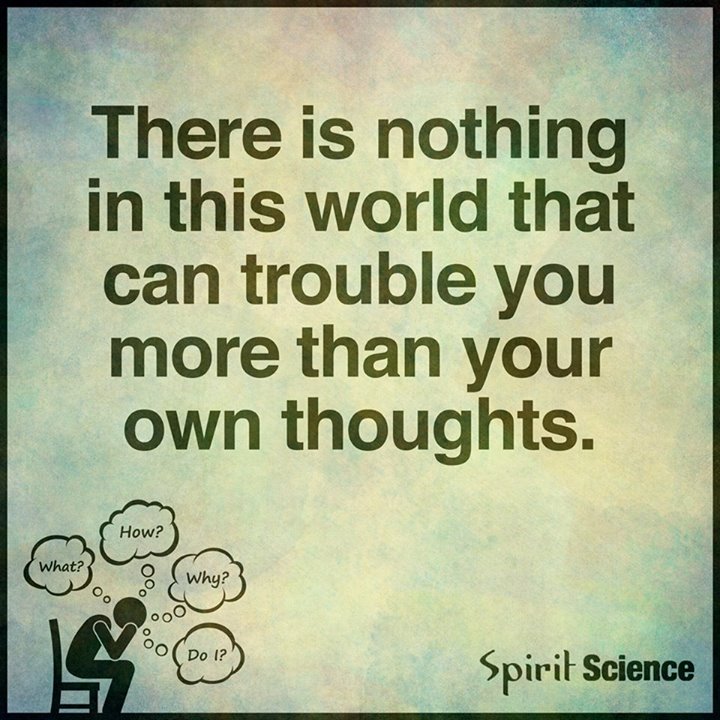 There is nothing
in this world that
can trouble you
more than your
own thoughts.
How?
What?
Why?
Do I?
Spirit Science